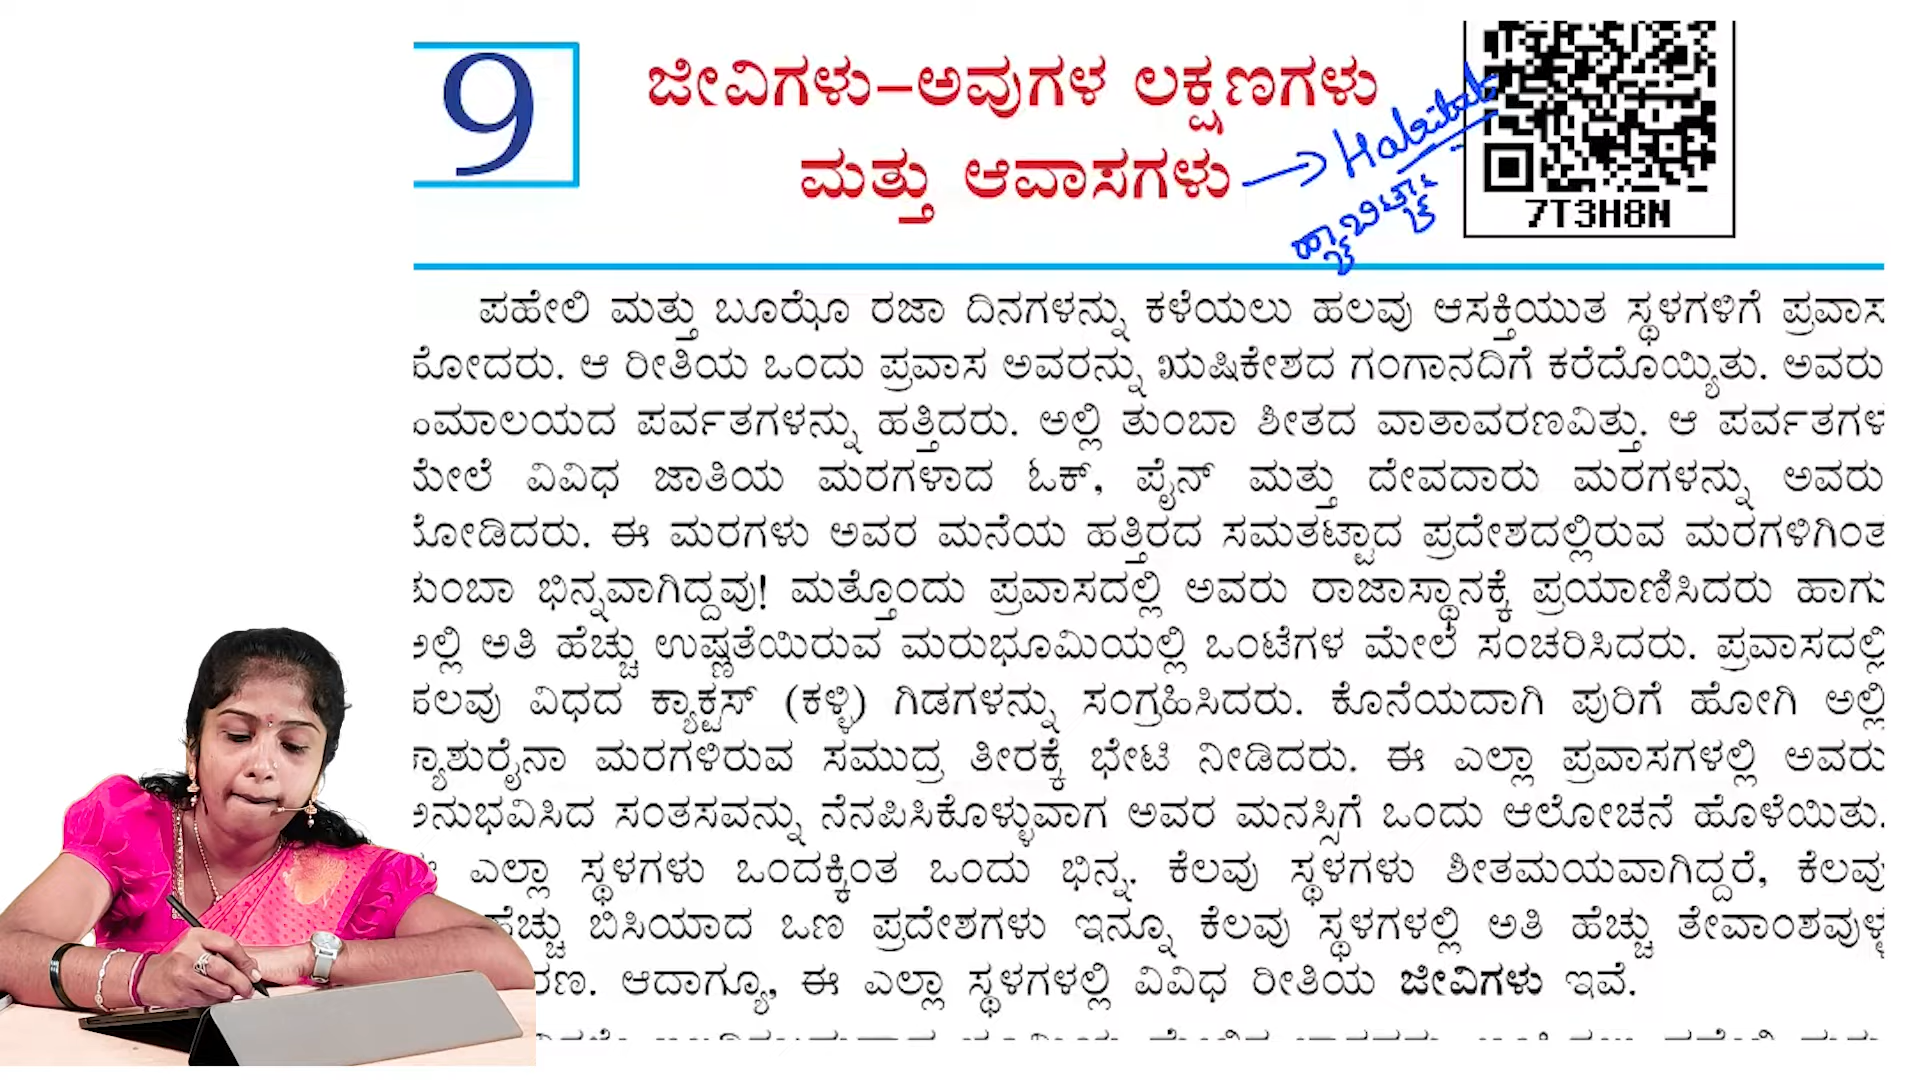 9
ಜೀವಿಗಳು–ಅವುಗಳ ಲಕ್ಷಣಗಳು
ಮತ್ತು ಆವಾಸಗಳು → Habitat
ಹ್ಯಾಬಿಟ್ಯಾಟ್
7T3H8N
ಪಹೇಲಿ ಮತ್ತು ಬೂಝೊ ರಜಾ ದಿನಗಳನ್ನು ಕಳೆಯಲು ಹಲವು ಆಸಕ್ತಿಯುತ ಸ್ಥಳಗಳಿಗೆ ಪ್ರವಾಸ
ಹೋದರು. ಆ ರೀತಿಯ ಒಂದು ಪ್ರವಾಸ ಅವರನ್ನು ಋಷಿಕೇಶದ ಗಂಗಾನದಿಗೆ ಕರೆದೊಯ್ಯಿತು. ಅವರು
ಹಿಮಾಲಯದ ಪರ್ವತಗಳನ್ನು ಹತ್ತಿದರು. ಅಲ್ಲಿ ತುಂಬಾ ಶೀತದ ವಾತಾವರಣವಿತ್ತು. ಆ ಪರ್ವತಗಳ
ಮೇಲೆ ವಿವಿಧ ಜಾತಿಯ ಮರಗಳಾದ ಓಕ್, ಪೈನ್ ಮತ್ತು ದೇವದಾರು ಮರಗಳನ್ನು ಅವರು
ನೋಡಿದರು. ಈ ಮರಗಳು ಅವರ ಮನೆಯ ಹತ್ತಿರದ ಸಮತಟ್ಟಾದ ಪ್ರದೇಶದಲ್ಲಿರುವ ಮರಗಳಿಗಿಂತ
ತುಂಬಾ ಭಿನ್ನವಾಗಿದ್ದವು! ಮತ್ತೊಂದು ಪ್ರವಾಸದಲ್ಲಿ ಅವರು ರಾಜಾಸ್ಥಾನಕ್ಕೆ ಪ್ರಯಾಣಿಸಿದರು ಹಾಗು
ಅಲ್ಲಿ ಅತಿ ಹೆಚ್ಚು ಉಷ್ಣತೆಯಿರುವ ಮರುಭೂಮಿಯಲ್ಲಿ ಒಂಟೆಗಳ ಮೇಲೆ ಸಂಚರಿಸಿದರು. ಪ್ರವಾಸದಲ್ಲಿ
ಹಲವು ವಿಧದ ಕ್ಯಾಕ್ಟಸ್ (ಕಳ್ಳಿ) ಗಿಡಗಳನ್ನು ಸಂಗ್ರಹಿಸಿದರು. ಕೊನೆಯದಾಗಿ ಪುರಿಗೆ ಹೋಗಿ ಅಲ್ಲಿ
ಕ್ಯಾಶುರೈನಾ ಮರಗಳಿರುವ ಸಮುದ್ರ ತೀರಕ್ಕೆ ಭೇಟಿ ನೀಡಿದರು. ಈ ಎಲ್ಲಾ ಪ್ರವಾಸಗಳಲ್ಲಿ ಅವರು
ಅನುಭವಿಸಿದ ಸಂತಸವನ್ನು ನೆನಪಿಸಿಕೊಳ್ಳುವಾಗ ಅವರ ಮನಸ್ಸಿಗೆ ಒಂದು ಆಲೋಚನೆ ಹೊಳೆಯಿತು.
ಎಲ್ಲಾ ಸ್ಥಳಗಳು ಒಂದಕ್ಕಿಂತ ಒಂದು ಭಿನ್ನ. ಕೆಲವು ಸ್ಥಳಗಳು ಶೀತಮಯವಾಗಿದ್ದರೆ, ಕೆಲವು
ಹೆಚ್ಚು ಬಿಸಿಯಾದ ಒಣ ಪ್ರದೇಶಗಳು ಇನ್ನೂ ಕೆಲವು ಸ್ಥಳಗಳಲ್ಲಿ ಅತಿ ಹೆಚ್ಚು ತೇವಾಂಶವುಳ್ಳ
ರಣ. ಆದಾಗ್ಯೂ, ಈ ಎಲ್ಲಾ ಸ್ಥಳಗಳಲ್ಲಿ ವಿವಿಧ ರೀತಿಯ ಜೀವಿಗಳು ಇವೆ.